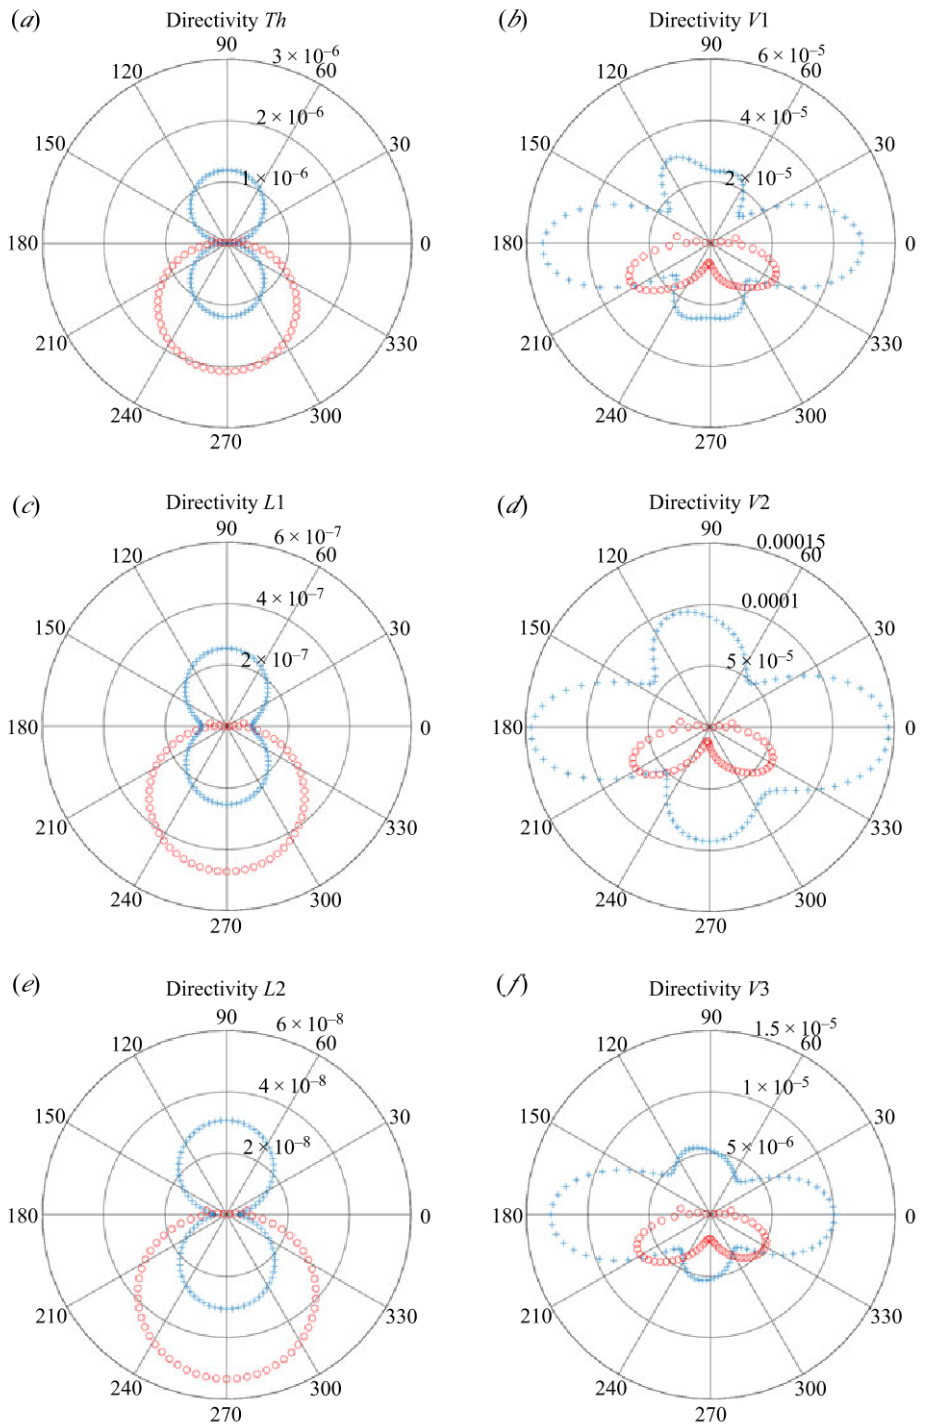 (a) Directivity Th
90
3 × 10⁻⁶
120 60
2 × 10⁻⁶
150 30
1 × 10⁻⁶
180 0
210 330
240 300
270
(b) Directivity V1
90
6 × 10⁻⁵
120 60
4 × 10⁻⁵
150 30
2 × 10⁻⁵
180 0
210 330
240 300
270
(c) Directivity L1
90
6 × 10⁻⁷
120 60
4 × 10⁻⁷
150 30
2 × 10⁻⁷
180 0
210 330
240 300
270
(d) Directivity V2
90
0.00015
120 60
0.0001
150 30
5 × 10⁻⁵
180 0
210 330
240 300
270
(e) Directivity L2
90
6 × 10⁻⁸
120 60
4 × 10⁻⁸
150 30
2 × 10⁻⁸
180 0
210 330
240 300
270
(f) Directivity V3
90
1.5 × 10⁻⁵
120 60
1 × 10⁻⁵
150 30
5 × 10⁻⁶
180 0
210 330
240 300
270